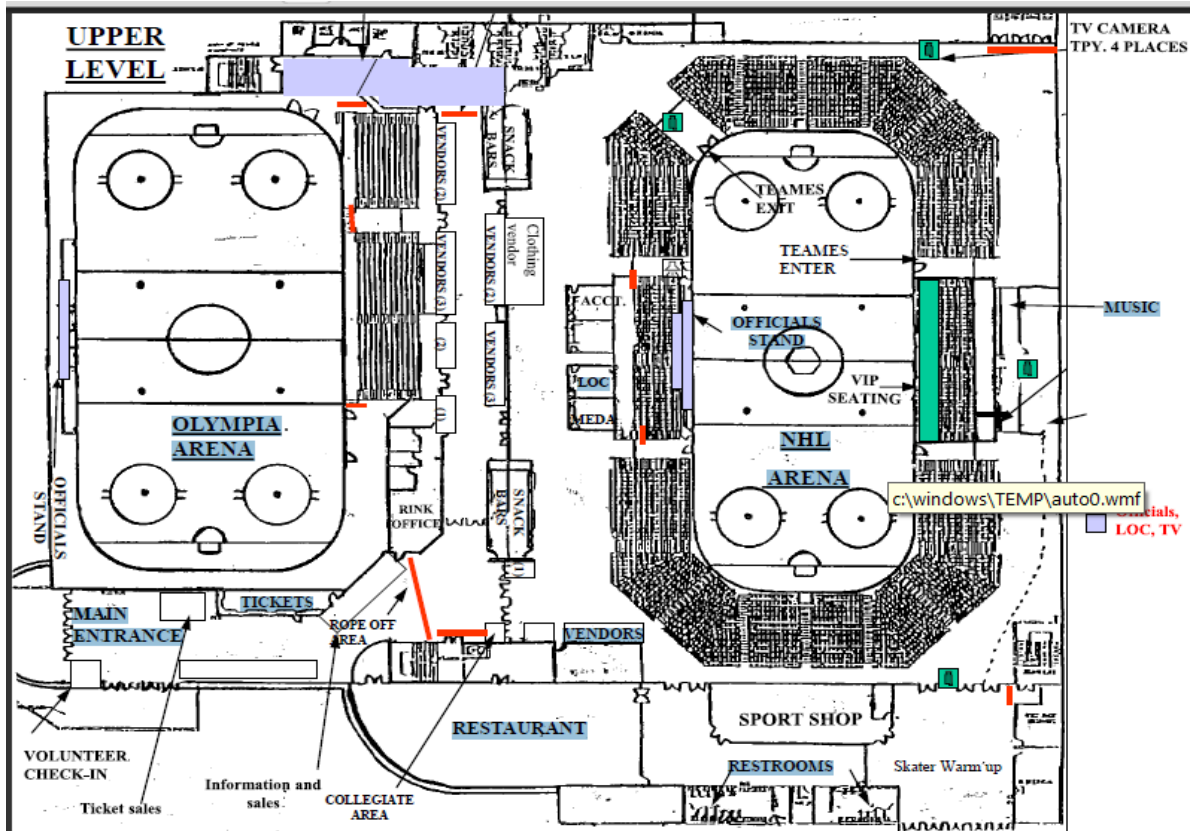 UPPER
LEVEL
TV CAMERA
TPY. 4 PLACES
SNACK
BARS
VENDORS (2)
TEAMES
EXIT
Clothing
vendor
VENDORS (3)
VENDORS (2)
TEAMES
ENTER
FACCT.
OFFICIALS
STAND
MUSIC
(2)
VENDORS (3
LOC
VIP
SEATING
MEDA
(1)
OLYMPIA
ARENA
NHL
ARENA
OFFICIALS
STAND
RINK
OFFICE
SNACK
BARS
c:\windows\TEMP\auto0.wmf
Officials,
LOC, TV
(1)
MAIN
ENTRANCE
TICKETS
ROPE OFF
AREA
VENDORS
RESTAURANT
SPORT SHOP
VOLUNTEER
CHECK-IN
Ticket sales
Information and
sales
COLLEGIATE
AREA
RESTROOMS
Skater Warm'up